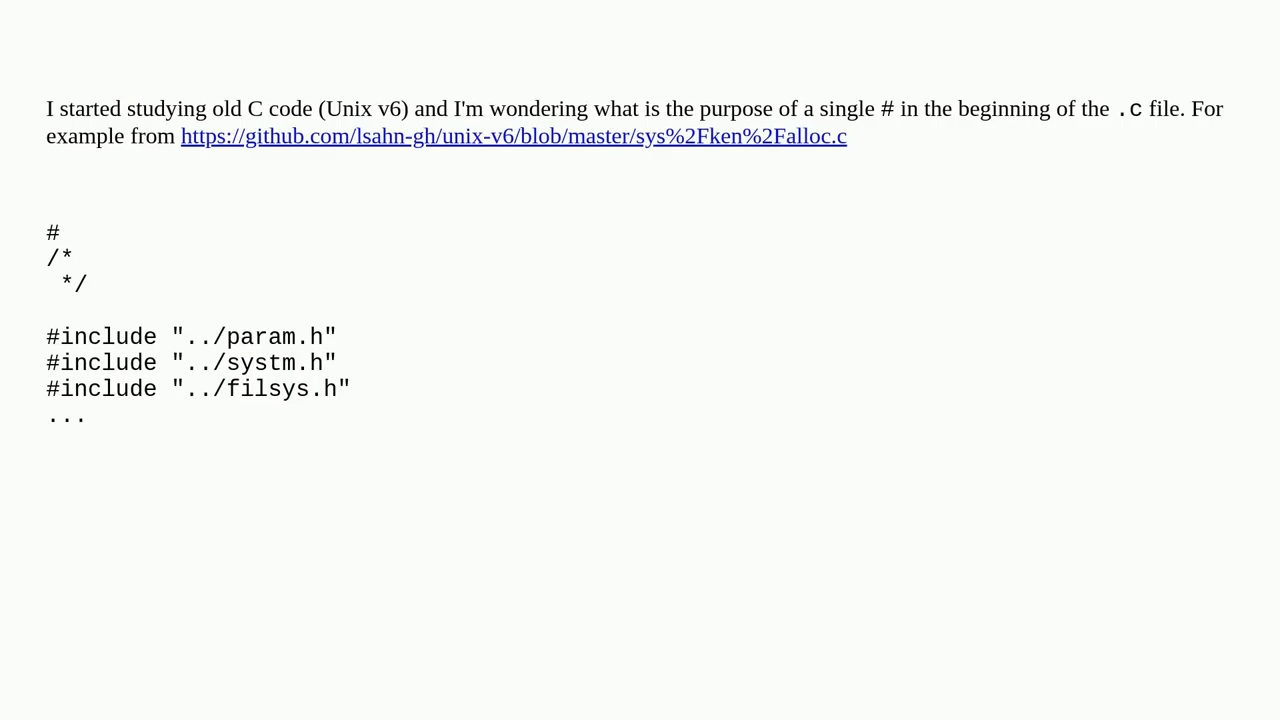 I started studying old C code (Unix v6) and I'm wondering what is the purpose of a single # in the beginning of the .c file. For
example from https://github.com/lsahn-gh/unix-v6/blob/master/sys%2Fken%2Falloc.c
#
/*
 */
#include "../param.h"
#include "../systm.h"
#include "../filsys.h"
...